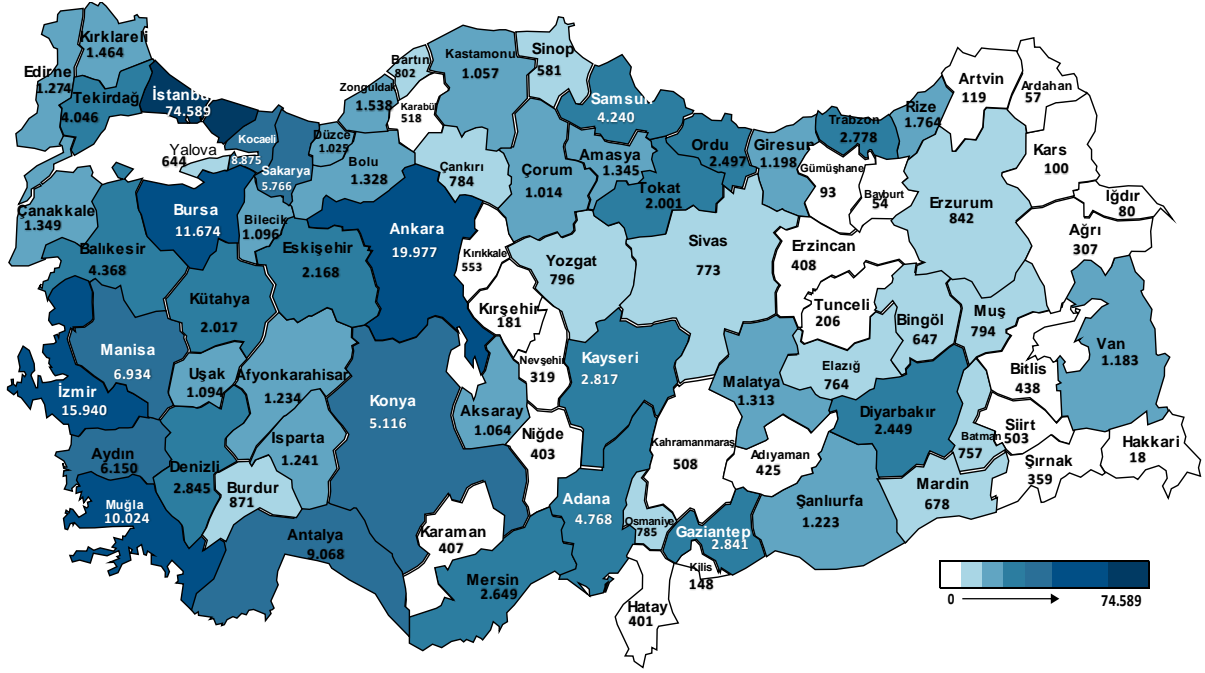 Kırklareli
1.464
Edirne
1.274
Tekirdağ
4.046
İstanbu
74.589
Yalova
644
Kocaeli
8.875
Sakarya
5.766
Düzce
1.025
Zonguldak
1.538
Bartın
802
Karabük
518
Kastamonu
1.057
Sinop
581
Samsun
4.240
Bolu
1.328
Çankırı
784
Çorum
1.014
Amasya
1.345
Tokat
2.001
Ordu
2.497
Giresun
1.198
Trabzon
2.778
Rize
1.764
Artvin
119
Ardahan
57
Kars
100
Gümüşhane
93
Bayburt
54
Erzurum
842
Iğdır
80
Ağrı
307
Çanakkale
1.349
Balıkesir
4.368
Bursa
11.674
Bilecik
1.096
Eskişehir
2.168
Ankara
19.977
Kırıkkale
553
Yozgat
796
Sivas
773
Erzincan
408
Tunceli
206
Bingöl
647
Muş
794
Kütahya
2.017
Kırşehir
181
Nevşehir
319
Kayseri
2.817
Malatya
1.313
Elazığ
764
Bitlis
438
Van
1.183
Manisa
6.934
Uşak
1.094
Afyonkarahisa
1.234
İzmir
15.940
Konya
5.116
Aksaray
1.064
Niğde
403
Kahramanmaraş
508
Adıyaman
425
Diyarbakır
2.449
Batman
757
Siirt
503
Şırnak
359
Hakkari
18
Aydın
6.150
Denizli
2.845
Isparta
1.241
Burdur
871
Muğla
10.024
Antalya
9.068
Karaman
407
Mersin
2.649
Adana
4.768
Osmaniye
785
Gaziantep
2.841
Kilis
148
Hatay
401
Şanlıurfa
1.223
Mardin
678
0
74.589